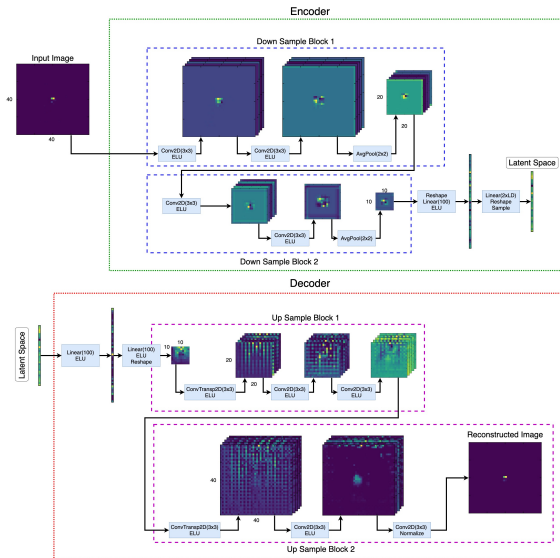 Encoder
Down Sample Block 1
Input Image
40
40
Conv2D(3x3)
ELU
Conv2D(3x3)
ELU
AvgPool(2x2)
20
20
Latent Space
Conv2D(3x3)
ELU
Conv2D(3x3)
ELU
AvgPool(2x2)
10
10
Reshape
Linear(100)
ELU
Linear(2xLD)
Reshape
Sample
Down Sample Block 2
Decoder
Up Sample Block 1
Latent Space
Linear(100)
ELU
Linear(100)
ELU
Reshape
10
10
ConvTransp2D(3x3)
ELU
20
20
Conv2D(3x3)
ELU
Conv2D(3x3)
ELU
Reconstructed Image
40
40
ConvTransp2D(3x3)
ELU
Conv2D(3x3)
ELU
Conv2D(3x3)
Normalize
Up Sample Block 2